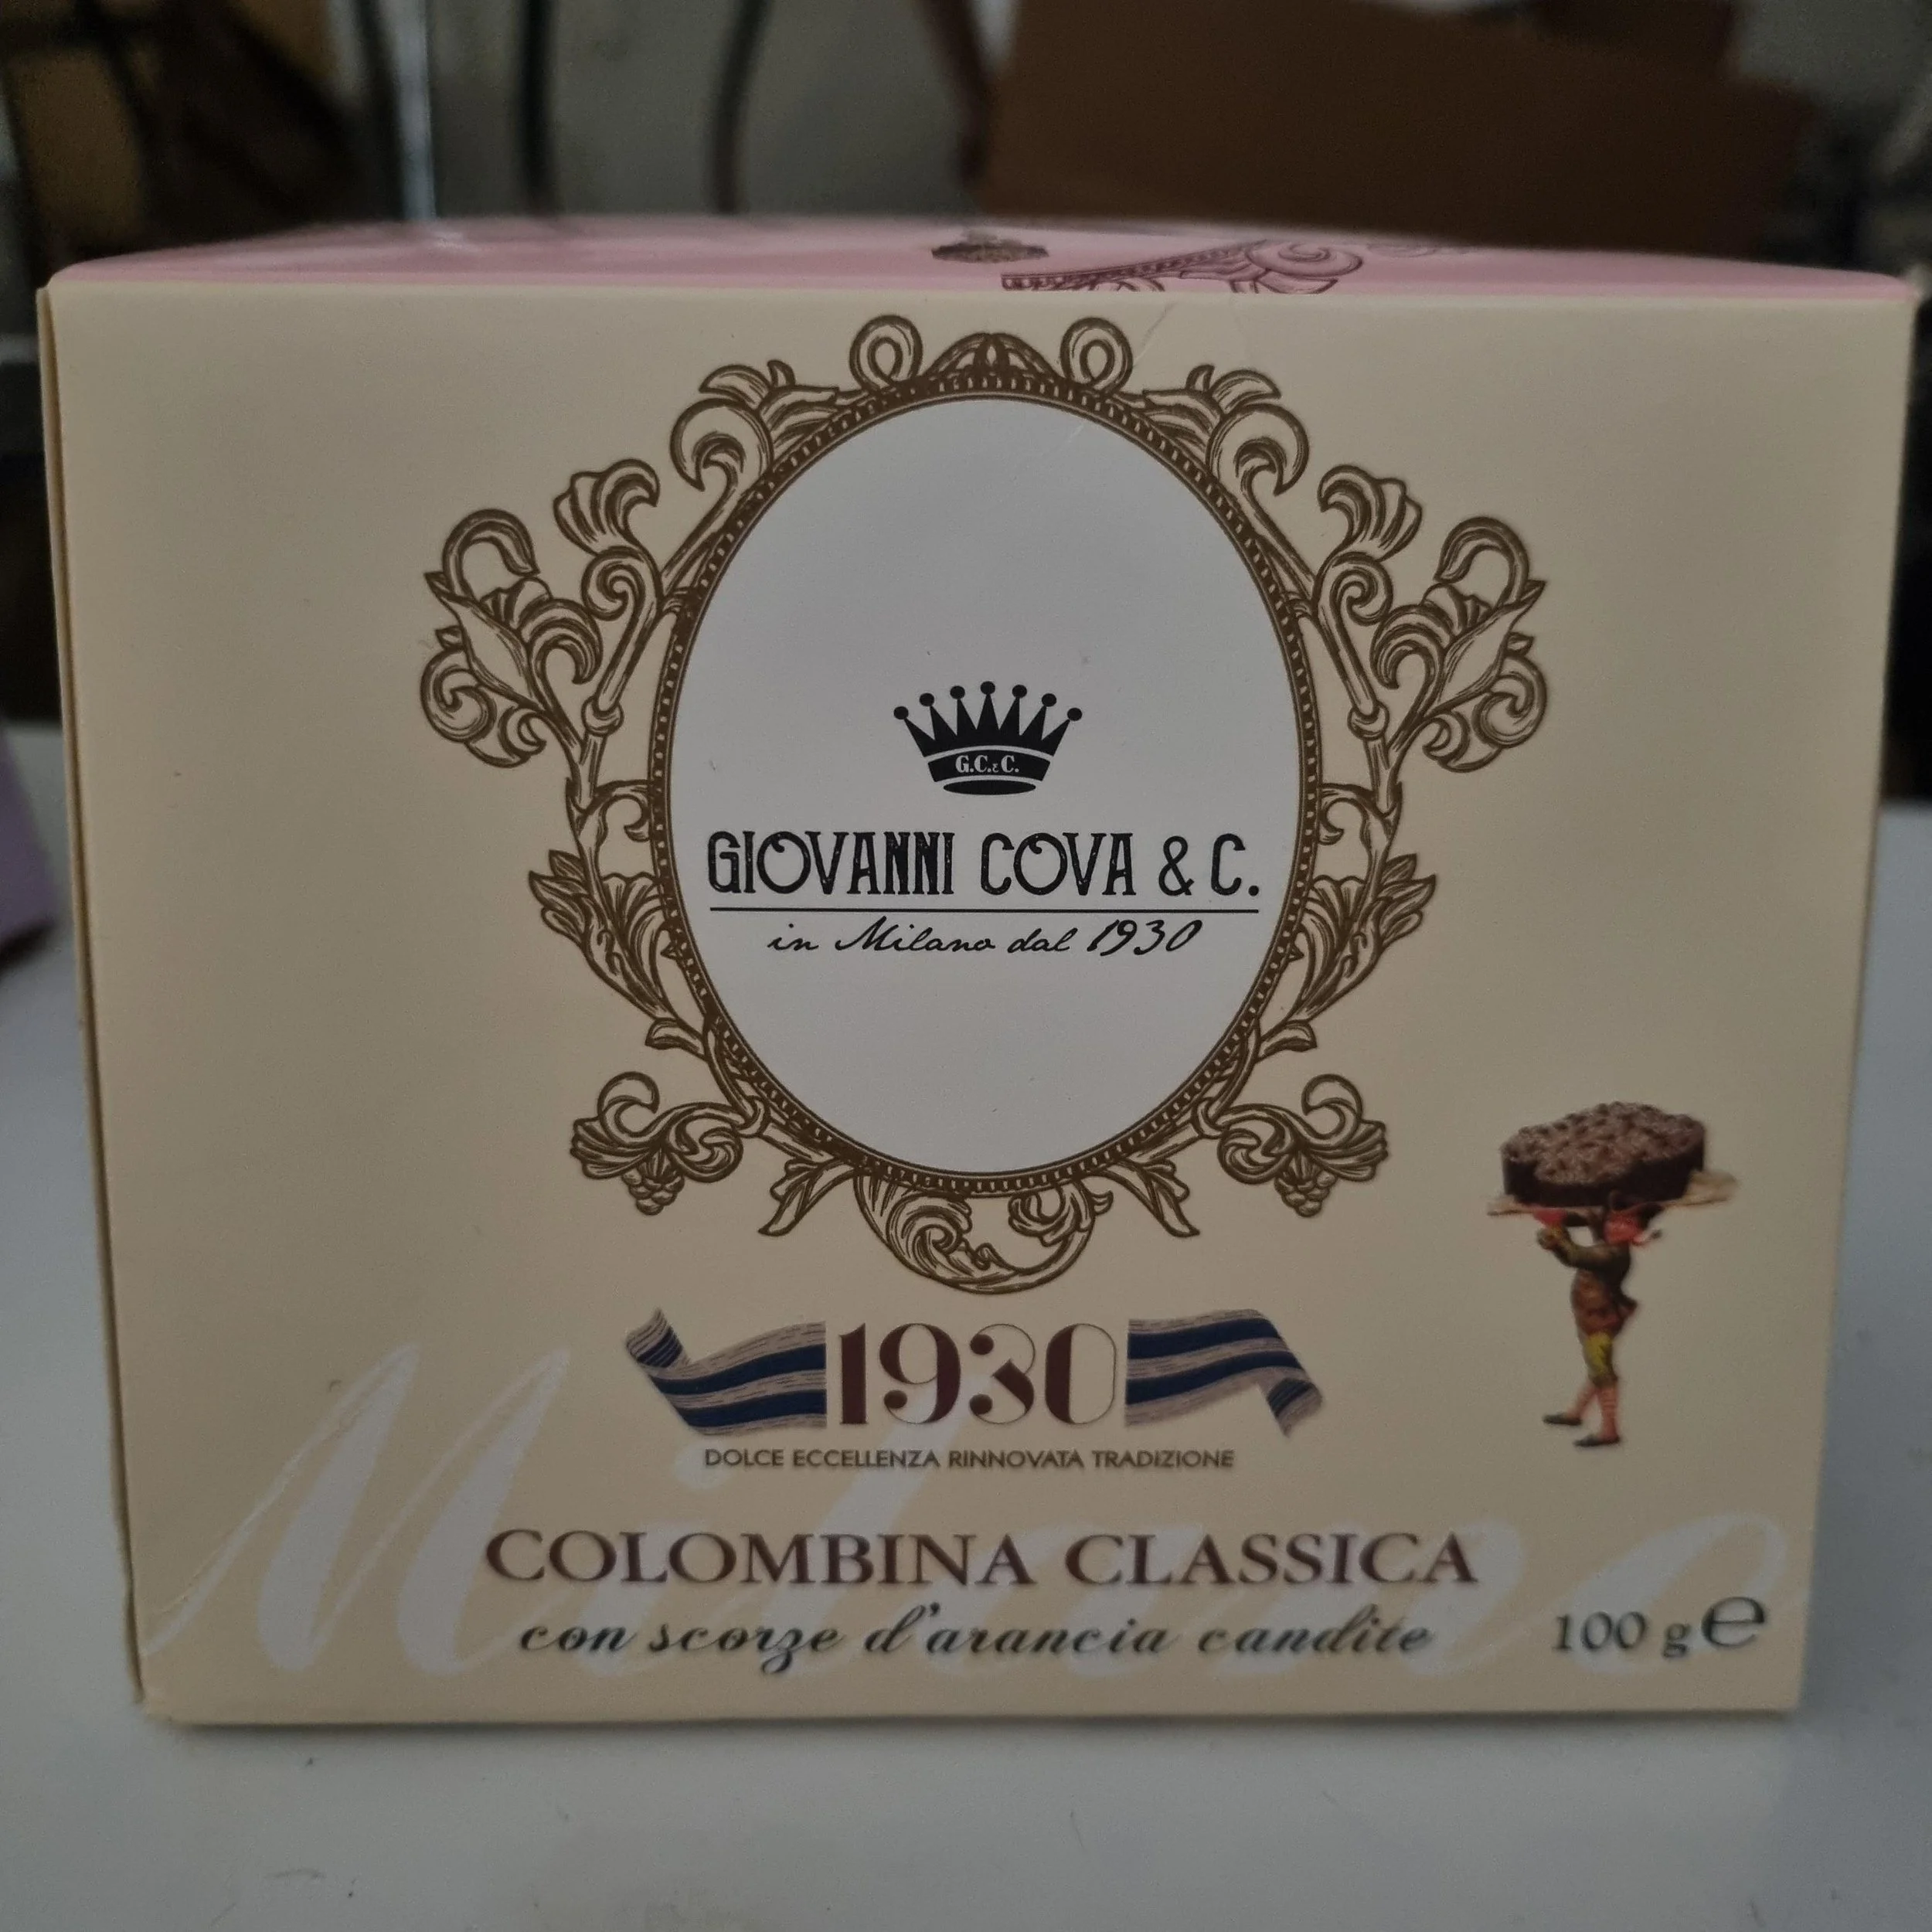 G.C.&C.
GIOVANNI COVA & C.
in Milano dal 1930
1930
DOLCE ECCELLENZA RINNOVATA TRADIZIONE
Milano
COLOMBINA CLASSICA
con scorze d'arancia candite
100 g e